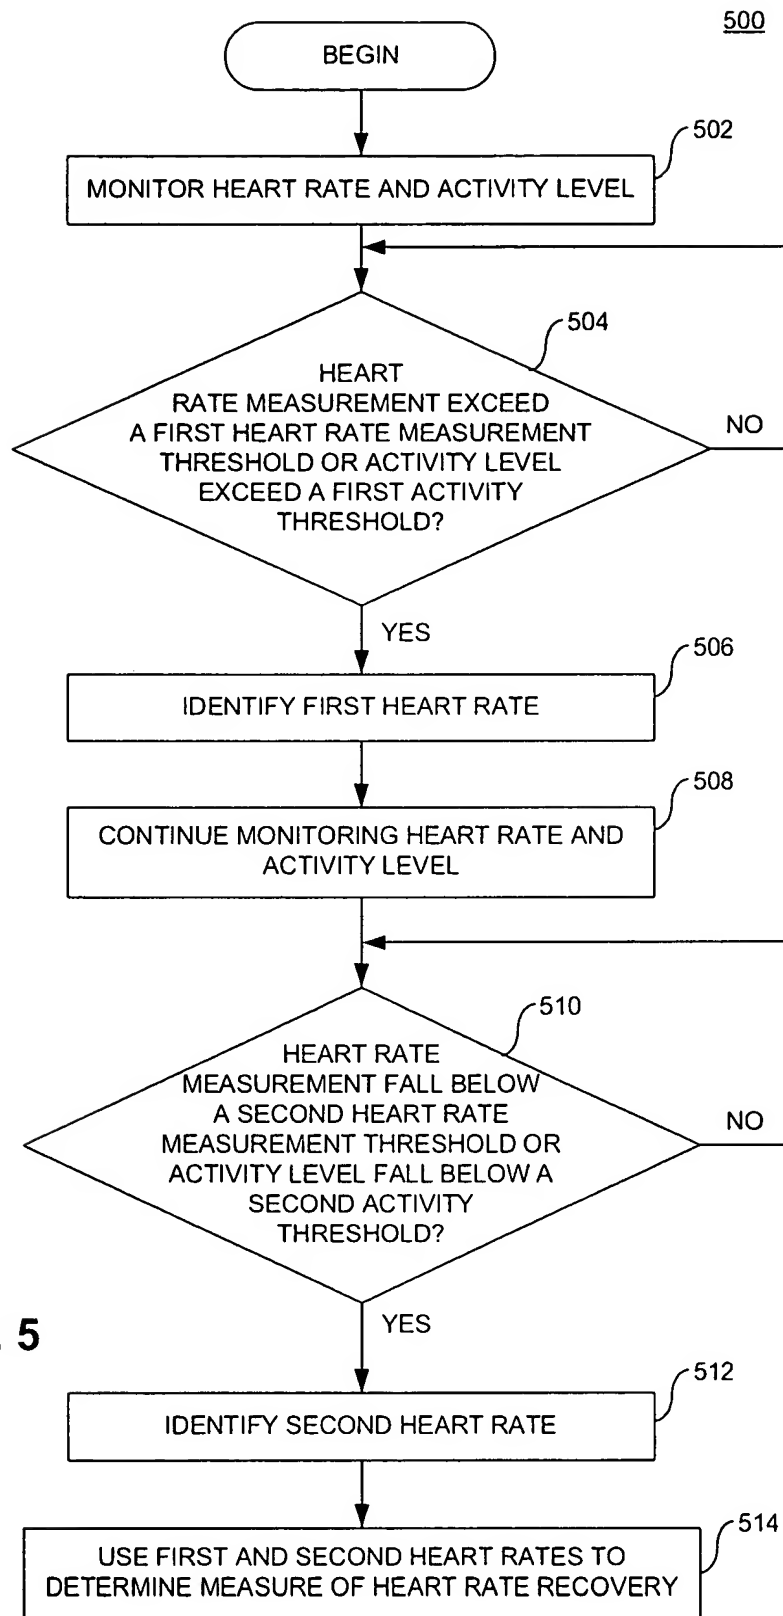 500
BEGIN
502
MONITOR HEART RATE AND ACTIVITY LEVEL
504
HEART
RATE MEASUREMENT EXCEED
A FIRST HEART RATE MEASUREMENT
THRESHOLD OR ACTIVITY LEVEL
EXCEED A FIRST ACTIVITY
THRESHOLD?
NO
YES
506
IDENTIFY FIRST HEART RATE
508
CONTINUE MONITORING HEART RATE AND
ACTIVITY LEVEL
510
HEART RATE
MEASUREMENT FALL BELOW
A SECOND HEART RATE
MEASUREMENT THRESHOLD OR
ACTIVITY LEVEL FALL BELOW A
SECOND ACTIVITY
THRESHOLD?
NO
YES
. 5
512
IDENTIFY SECOND HEART RATE
514
USE FIRST AND SECOND HEART RATES TO
DETERMINE MEASURE OF HEART RATE RECOVERY